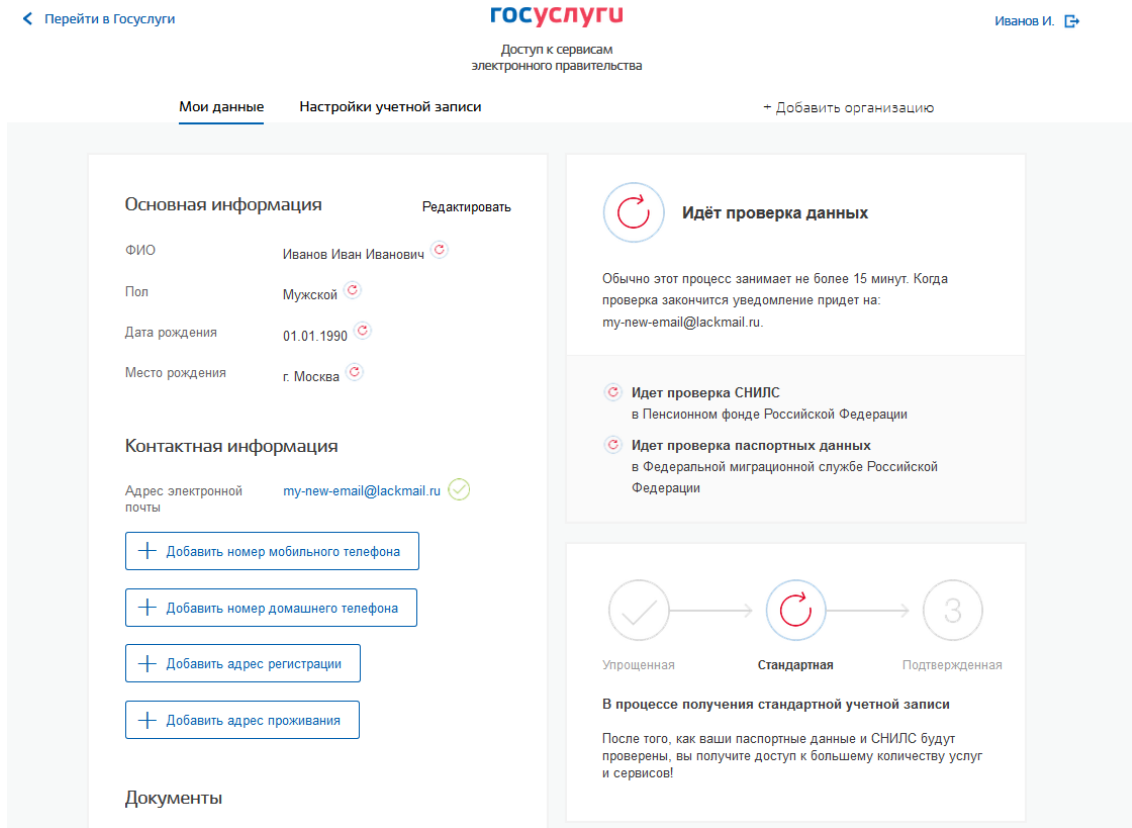 Перейти в Госуслуги
госуслуги
Иванов И.
Доступ к сервисам
электронного правительства
Мои данные
Настройки учетной записи
+ Добавить организацию
Основная информация
Редактировать
ФИО
Иванов Иван Иванович
Пол
Мужской
Дата рождения
01.01.1990
Место рождения
г. Москва
Контактная информация
Адрес электронной
почты
my-new-email@lackmail.ru
+ Добавить номер мобильного телефона
+ Добавить номер домашнего телефона
+ Добавить адрес регистрации
+ Добавить адрес проживания
Документы
Идёт проверка данных
Обычно этот процесс занимает не более 15 минут. Когда
проверка закончится уведомление придет на:
my-new-email@lackmail.ru.
Идет проверка СНИЛС
в Пенсионном фонде Российской Федерации
Идет проверка паспортных данных
в Федеральной миграционной службе Российской
Федерации
3
Упрощенная
Стандартная
Подтвержденная
В процессе получения стандартной учетной записи
После того, как ваши паспортные данные и СНИЛС будут
проверены, вы получите доступ к большему количеству услуг
и сервисов!